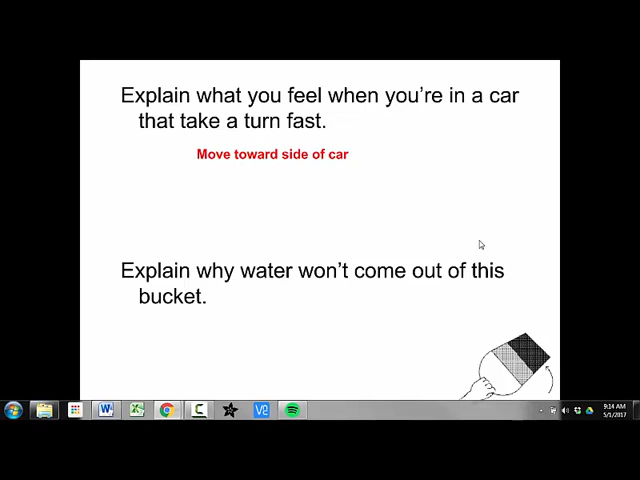 Explain what you feel when you're in a car
that take a turn fast.
Move toward side of car
Explain why water won't come out of this
bucket.
9:14 AM
5/1/2017